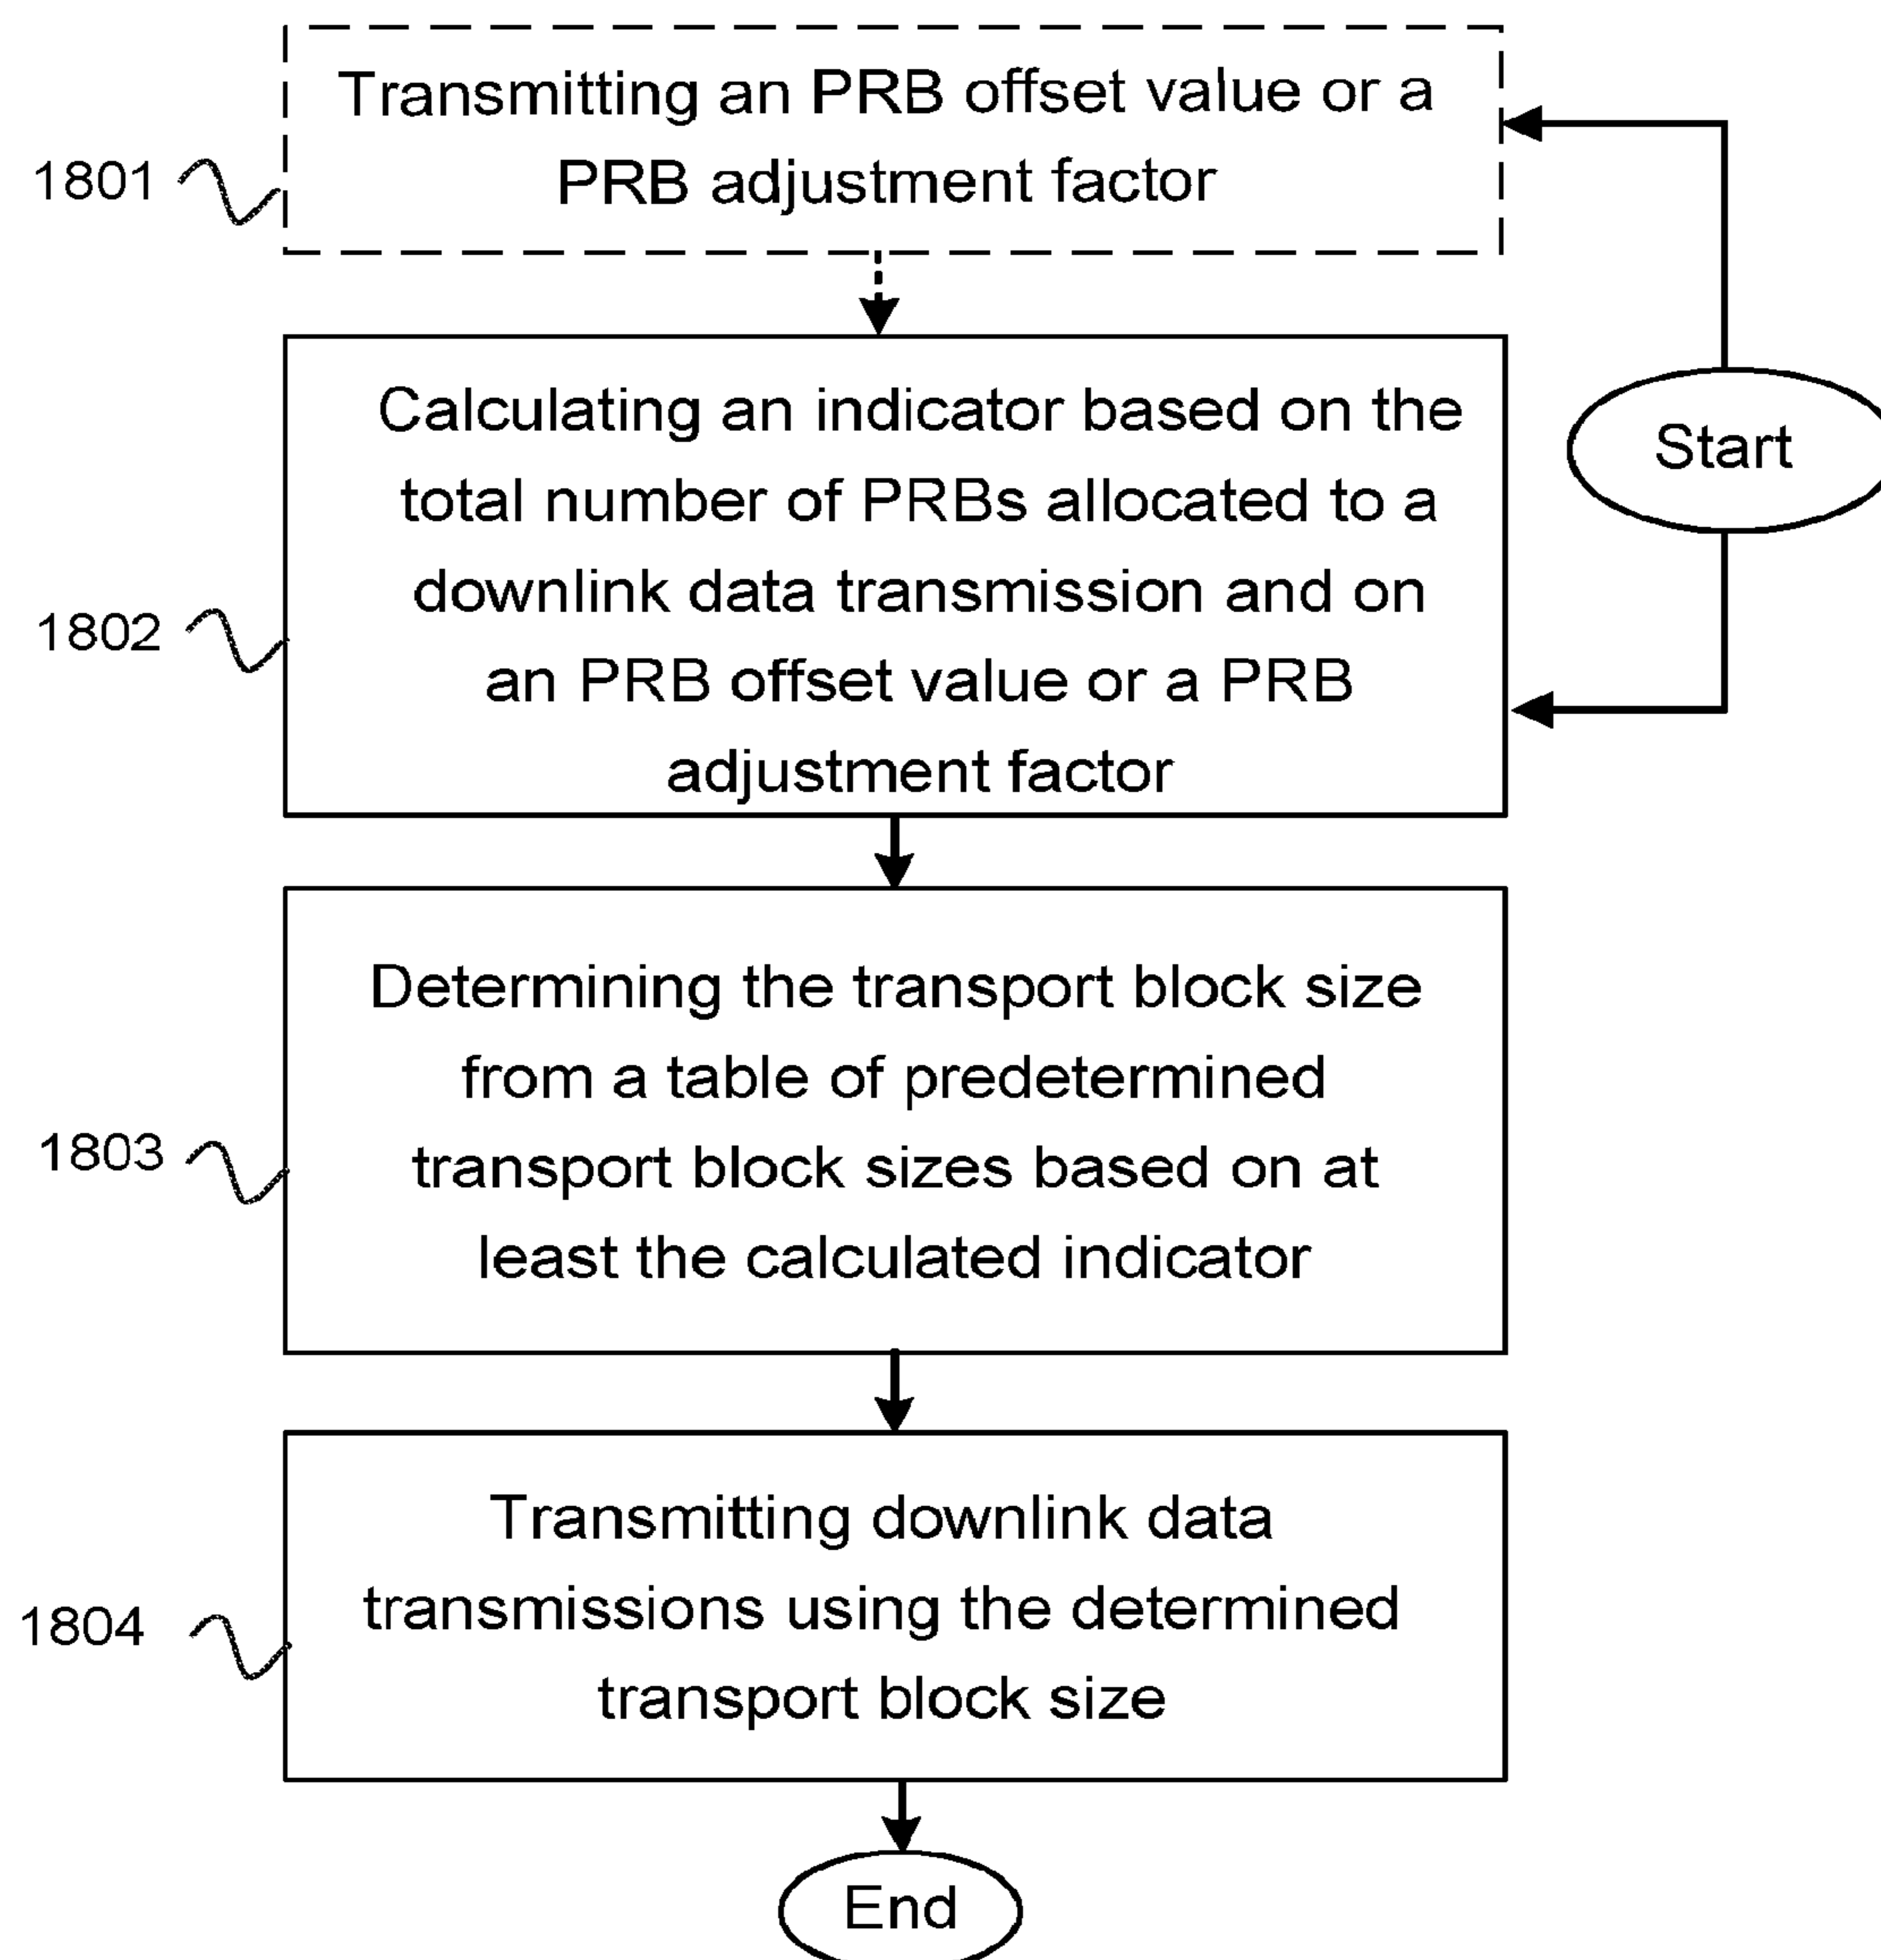 Transmitting an PRB offset value or a
PRB adjustment factor
1801
Calculating an indicator based on the
total number of PRBs allocated to a
downlink data transmission and on
an PRB offset value or a PRB
adjustment factor
Start
1802
Determining the transport block size
from a table of predetermined
transport block sizes based on at
least the calculated indicator
1803
Transmitting downlink data
transmissions using the determined
transport block size
1804
End